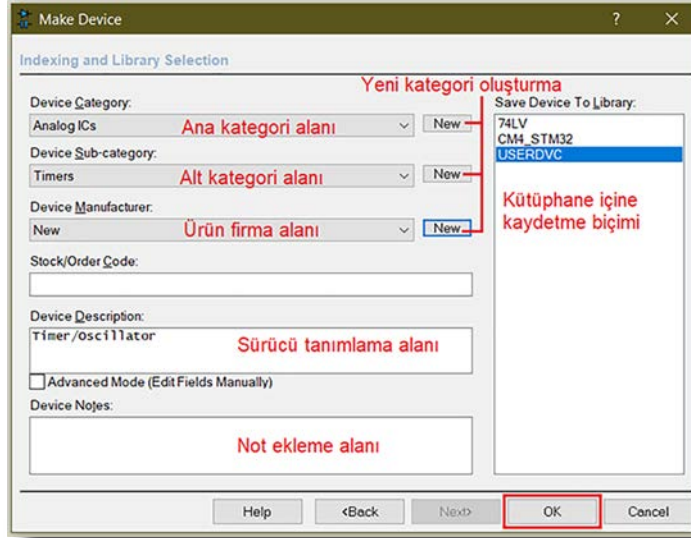 Make Device
? ×
Indexing and Library Selection
Yeni kategori oluşturma
Device Category:
Save Device To Library:
Analog ICs
Ana kategori alanı
New
74LV
CM4_STM32
USERDVC
Device Sub-category:
Timers
Alt kategori alanı
New
Kütüphane içine
kaydetme biçimi
Device Manufacturer:
New
Ürün firma alanı
New
Stock/Order Code:
Device Description:
Timer/Oscillator
Sürücü tanımlama alanı
Advanced Mode (Edit Fields Manually)
Device Notes:
Not ekleme alanı
Help
<Back
Next>
OK
Cancel